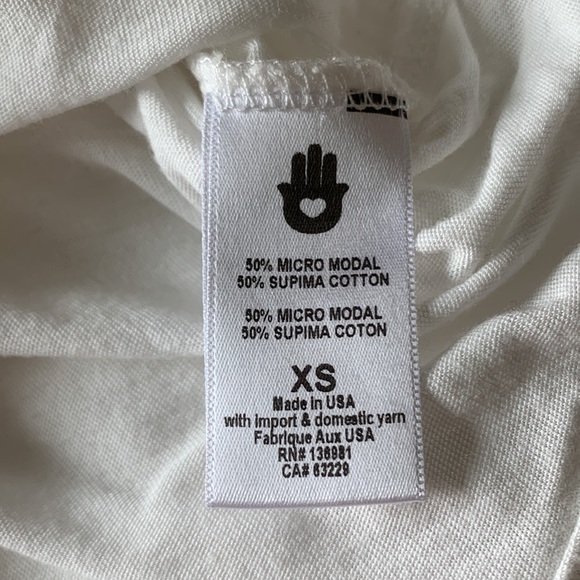 50% MICRO MODAL
50% SUPIMA COTTON
50% MICRO MODAL
50% SUPIMA COTON
XS
Made in USA
with import & domestic yarn
Fabrique Aux USA
RN# 136981
CA# 63229